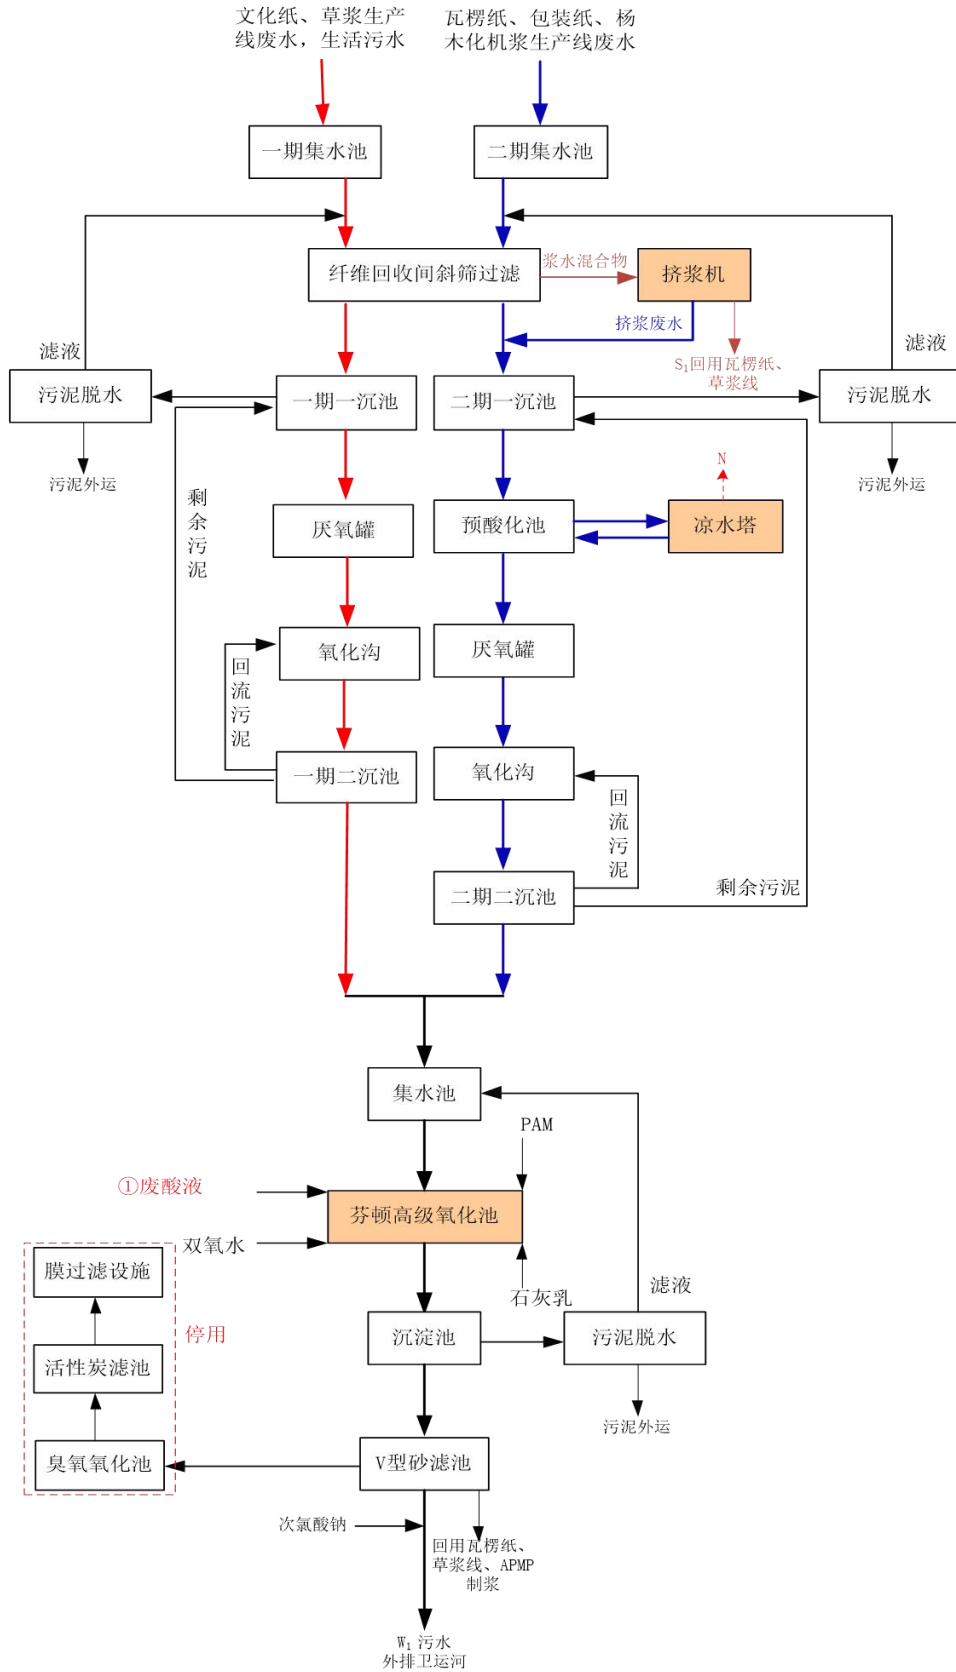 文化纸、草浆生产
线废水，生活污水
瓦楞纸、包装纸、杨
木化机浆生产线废水
一期集水池
二期集水池
纤维回收间斜筛过滤
浆水混合物
挤浆机
挤浆废水
S₁回用瓦楞纸、
草浆线
滤液
滤液
污泥脱水
一期一沉池
二期一沉池
污泥脱水
污泥外运
污泥外运
剩余污泥
N
厌氧罐
预酸化池
凉水塔
氧化沟
厌氧罐
回流污泥
一期二沉池
氧化沟
回流污泥
二期二沉池
剩余污泥
集水池
PAM
①废酸液
芬顿高级氧化池
双氧水
石灰乳
滤液
膜过滤设施
停用
沉淀池
污泥脱水
活性炭滤池
污泥外运
臭氧氧化池
V型砂滤池
次氯酸钠
回用瓦楞纸、
草浆线、APMP
制浆
W₁ 污水
外排卫运河